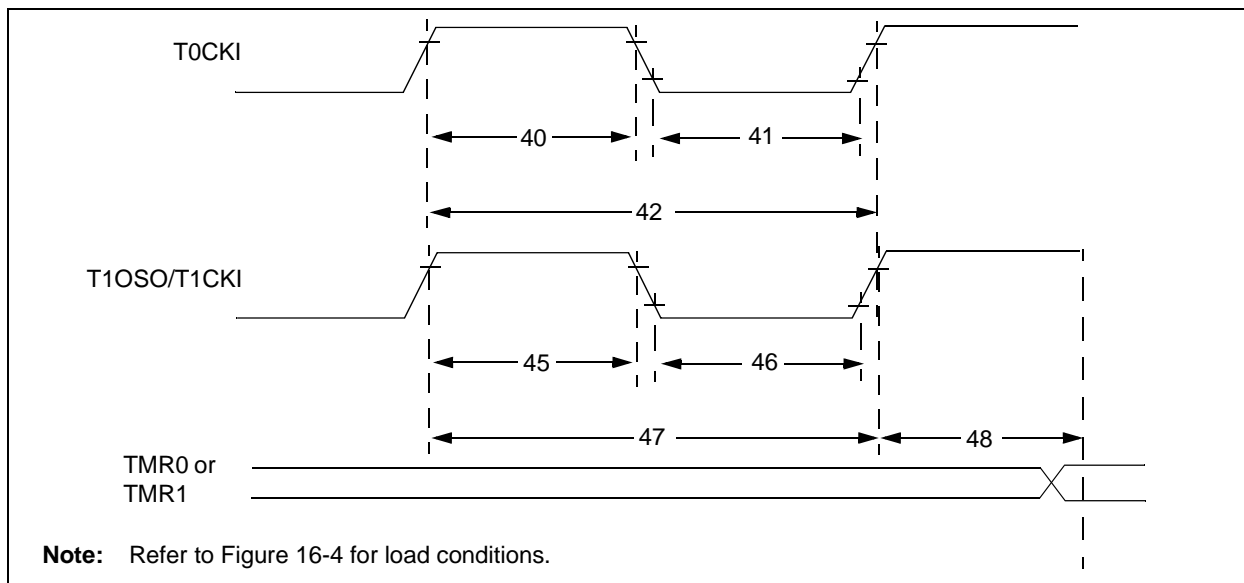 T0CKI
40
41
42
T1OSO/T1CKI
45
46
47
48
TMR0 or
TMR1
Note: Refer to Figure 16-4 for load conditions.